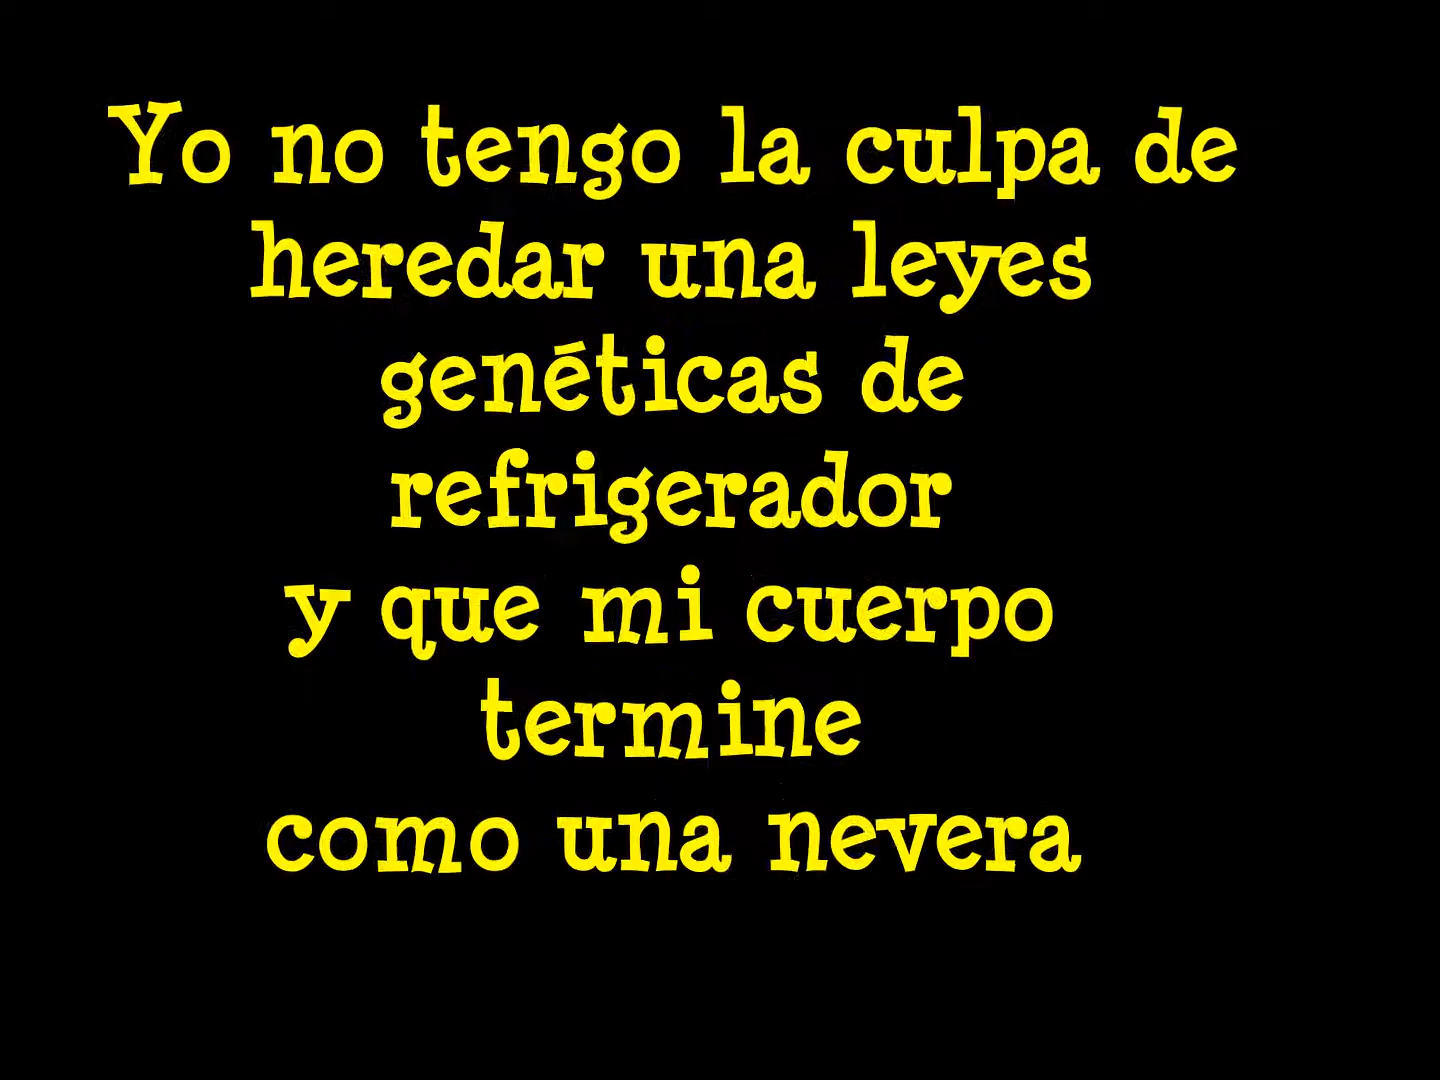 Yo no tengo la culpa de
heredar una leyes
genéticas de
refrigerador
y que mi cuerpo
termine
como una nevera